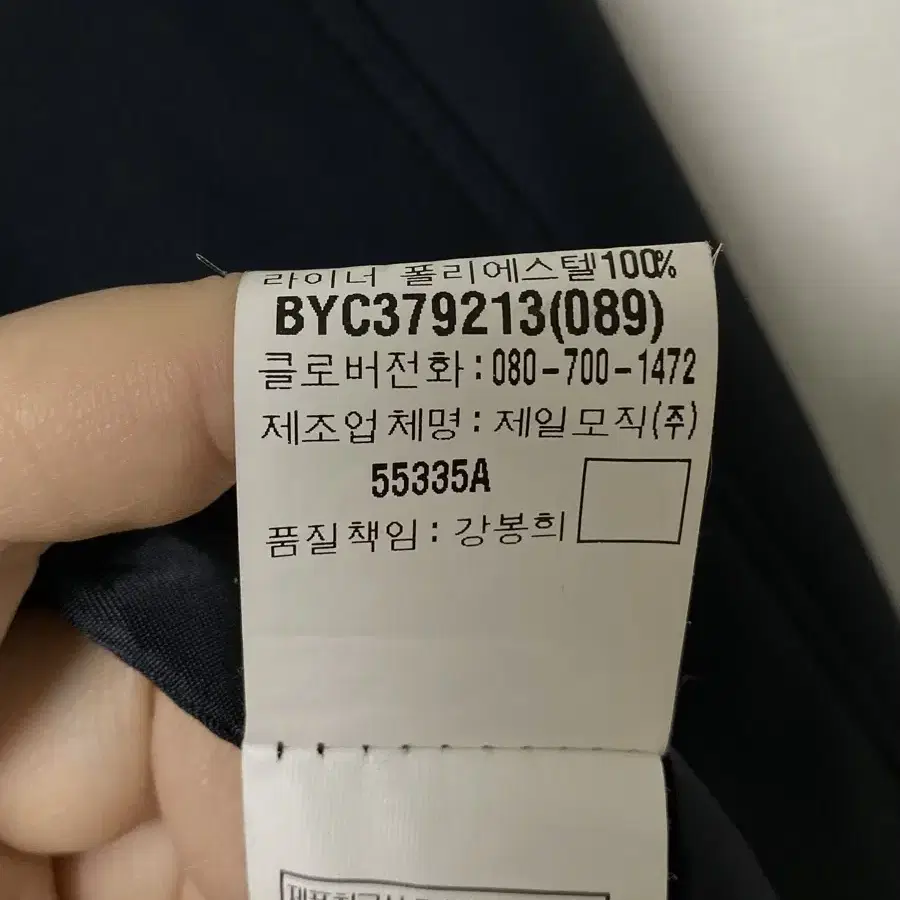 라이너 폴리에스텔100%
BYC379213(089)
클로버전화:080-700-1472
제조업체명:제일모직(주)
55335A
품질책임:강봉희